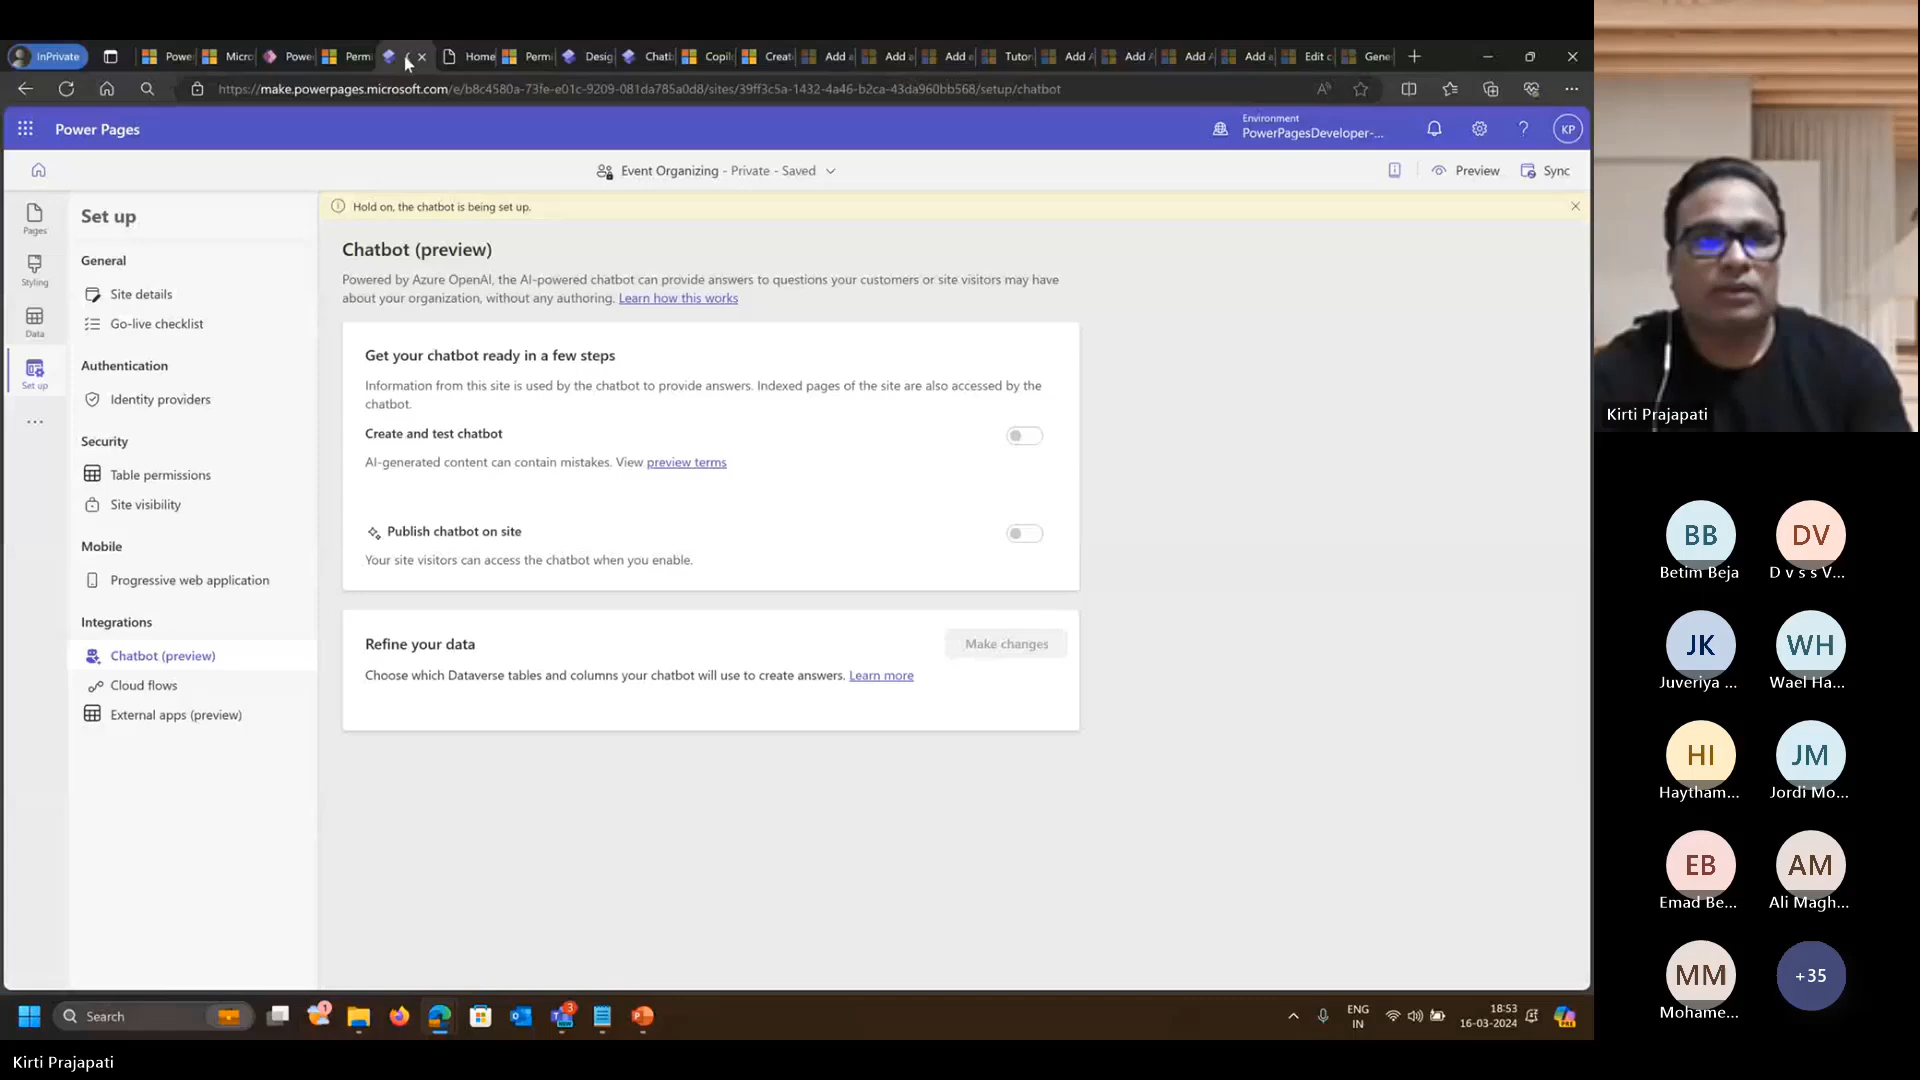 InPrivate
Powe
Micro
Powe
Perm
Home
Perm
Desig
Chatl
Copil
Creat
Add a
Add a
Add e
Tutor
Add A
Add A
Add A
Add a
Edit c
Gene
https://make.powerpages.microsoft.com/e/b8c4580a-73fe-e01c-9209-081da785a0d8/sites/39ff3c5a-1432-4a46-b2ca-43da960bb568/setup/chatbot
Power Pages
Environment
PowerPagesDeveloper-...
KP
Event Organizing - Private - Saved
Preview
Sync
Pages
Styling
Data
Set up
Set up
General
Site details
Go-live checklist
Authentication
Identity providers
Security
Table permissions
Site visibility
Mobile
Progressive web application
Integrations
Chatbot (preview)
Cloud flows
External apps (preview)
Hold on, the chatbot is being set up.
Chatbot (preview)
Powered by Azure OpenAI, the AI-powered chatbot can provide answers to questions your customers or site visitors may have
about your organization, without any authoring. Learn how this works
Get your chatbot ready in a few steps
Information from this site is used by the chatbot to provide answers. Indexed pages of the site are also accessed by the
chatbot.
Create and test chatbot
AI-generated content can contain mistakes. View preview terms
Publish chatbot on site
Your site visitors can access the chatbot when you enable.
Refine your data
Make changes
Choose which Dataverse tables and columns your chatbot will use to create answers. Learn more
Search
ENG
IN
18:53
16-03-2024
Kirti Prajapati
Kirti Prajapati
BB
Betim Beja
DV
D v s s V...
JK
Juveriya ...
WH
Wael Ha...
HI
Haytham...
JM
Jordi Mo...
EB
Emad Be...
AM
Ali Magh...
MM
Mohame...
+35